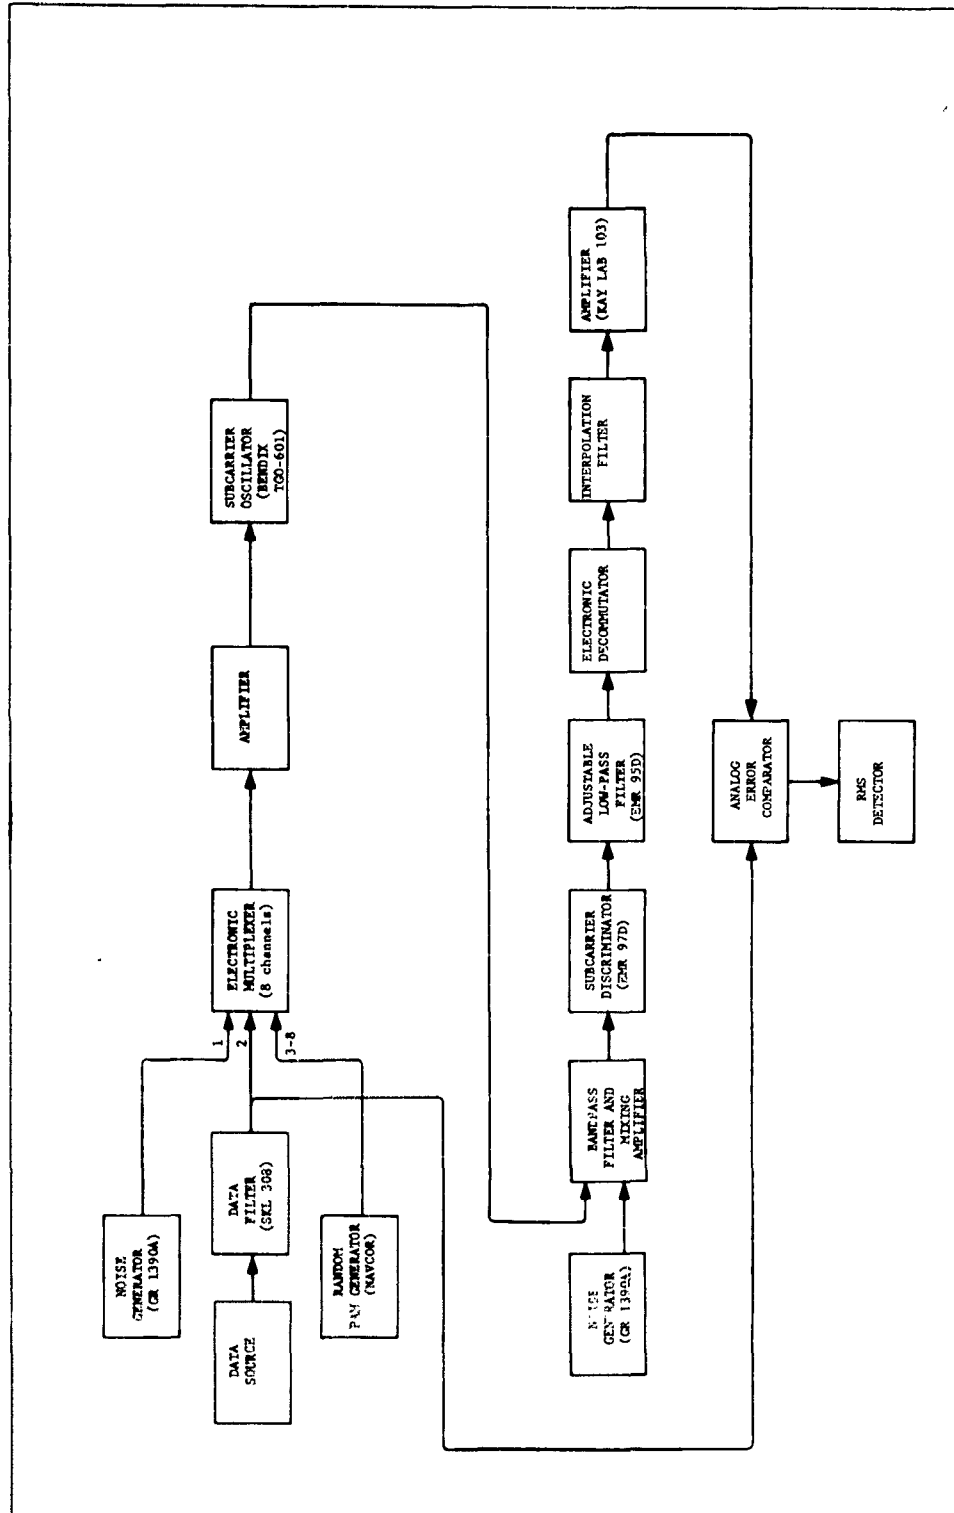 NOISE
GENERATOR
(GR 1390A)
DATA
SOURCE
DATA
FILTER
(SKL 308)
RANDOM
PAM GENERATOR
(NAVCOR)
1
2
3-8
ELECTRONIC
MULTIPLEXER
(8 channels)
AMPLIFIER
SUBCARRIER
OSCILLATOR
(BENDIX
TGO-601)
NOISE
GENERATOR
(GR 1390A)
BANDPASS
FILTER AND
MIXING
AMPLIFIER
SUBCARRIER
DISCRIMINATOR
(EMR 97D)
ADJUSTABLE
LOW-PASS
FILTER
(EMR 95D)
ELECTRONIC
DECOMMUTATOR
INTERPOLATION
FILTER
AMPLIFIER
(KAY LAB 103)
ANALOG
ERROR
COMPARATOR
RMS
DETECTOR